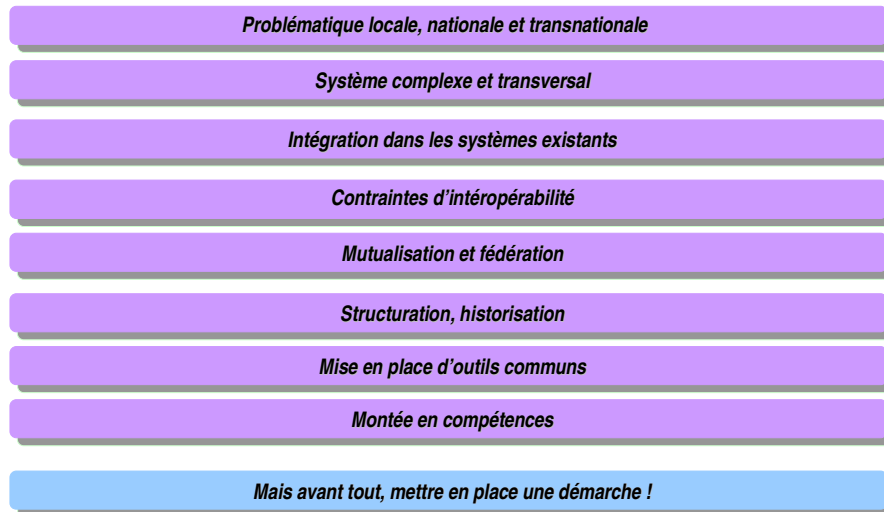 Problématique locale, nationale et transnationale
Système complexe et transversal
Intégration dans les systèmes existants
Contraintes d'intéropérabilité
Mutualisation et fédération
Structuration, historisation
Mise en place d'outils communs
Montée en compétences
Mais avant tout, mettre en place une démarche !